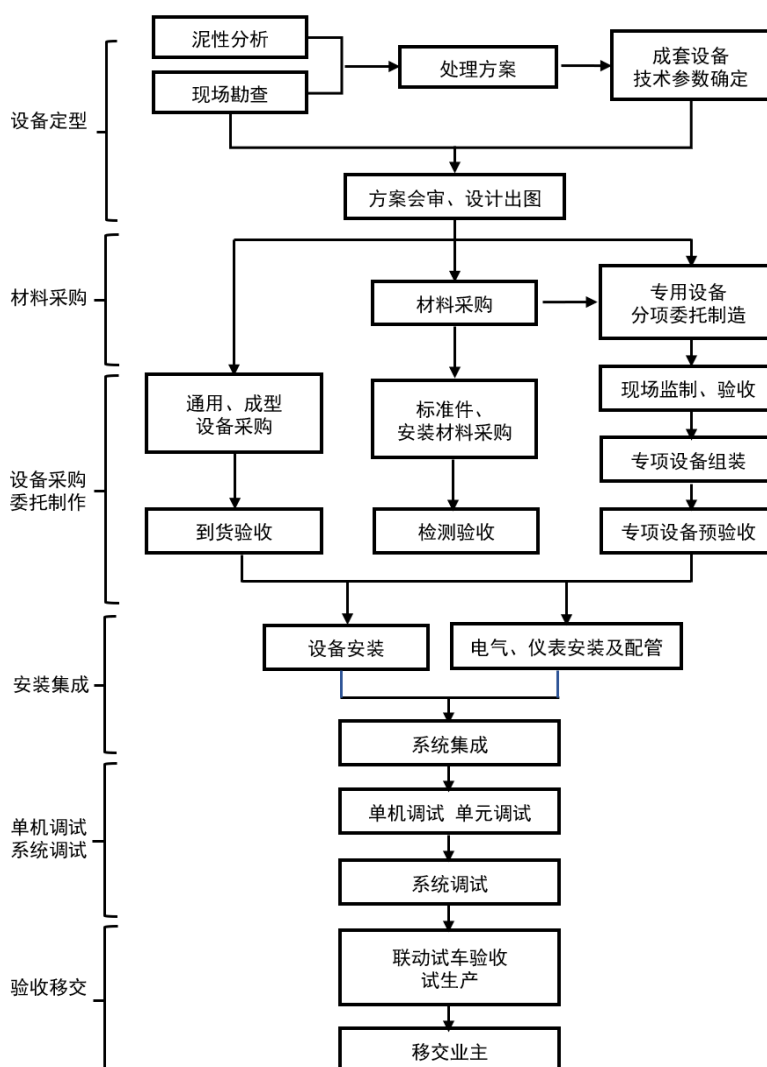 泥性分析
现场勘查
处理方案
成套设备
技术参数确定
设备定型
方案会审、设计出图
材料采购
材料采购
专用设备
分项委托制造
通用、成型
设备采购
标准件、
安装材料采购
现场监制、验收
设备采购
委托制作
专项设备组装
到货验收
检测验收
专项设备预验收
设备安装
电气、仪表安装及配管
安装集成
系统集成
单机调试 单元调试
单机调试
系统调试
系统调试
联动试车验收
试生产
验收移交
移交业主